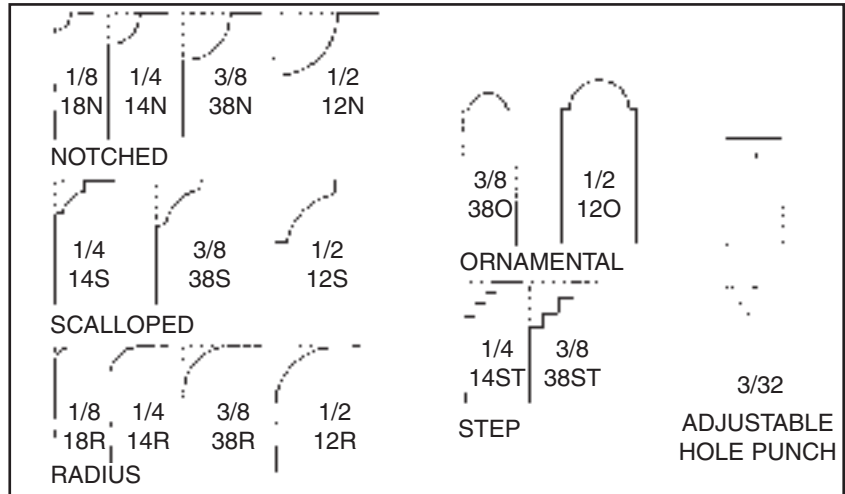 1/8 1/4 3/8 1/2
18N 14N 38N 12N
NOTCHED
1/4 3/8 1/2
14S 38S 12S
SCALLOPED
1/8 1/4 3/8 1/2
18R 14R 38R 12R
RADIUS
3/8 1/2
38O 12O
ORNAMENTAL
1/4 3/8
14ST 38ST
STEP
3/32
ADJUSTABLE
HOLE PUNCH